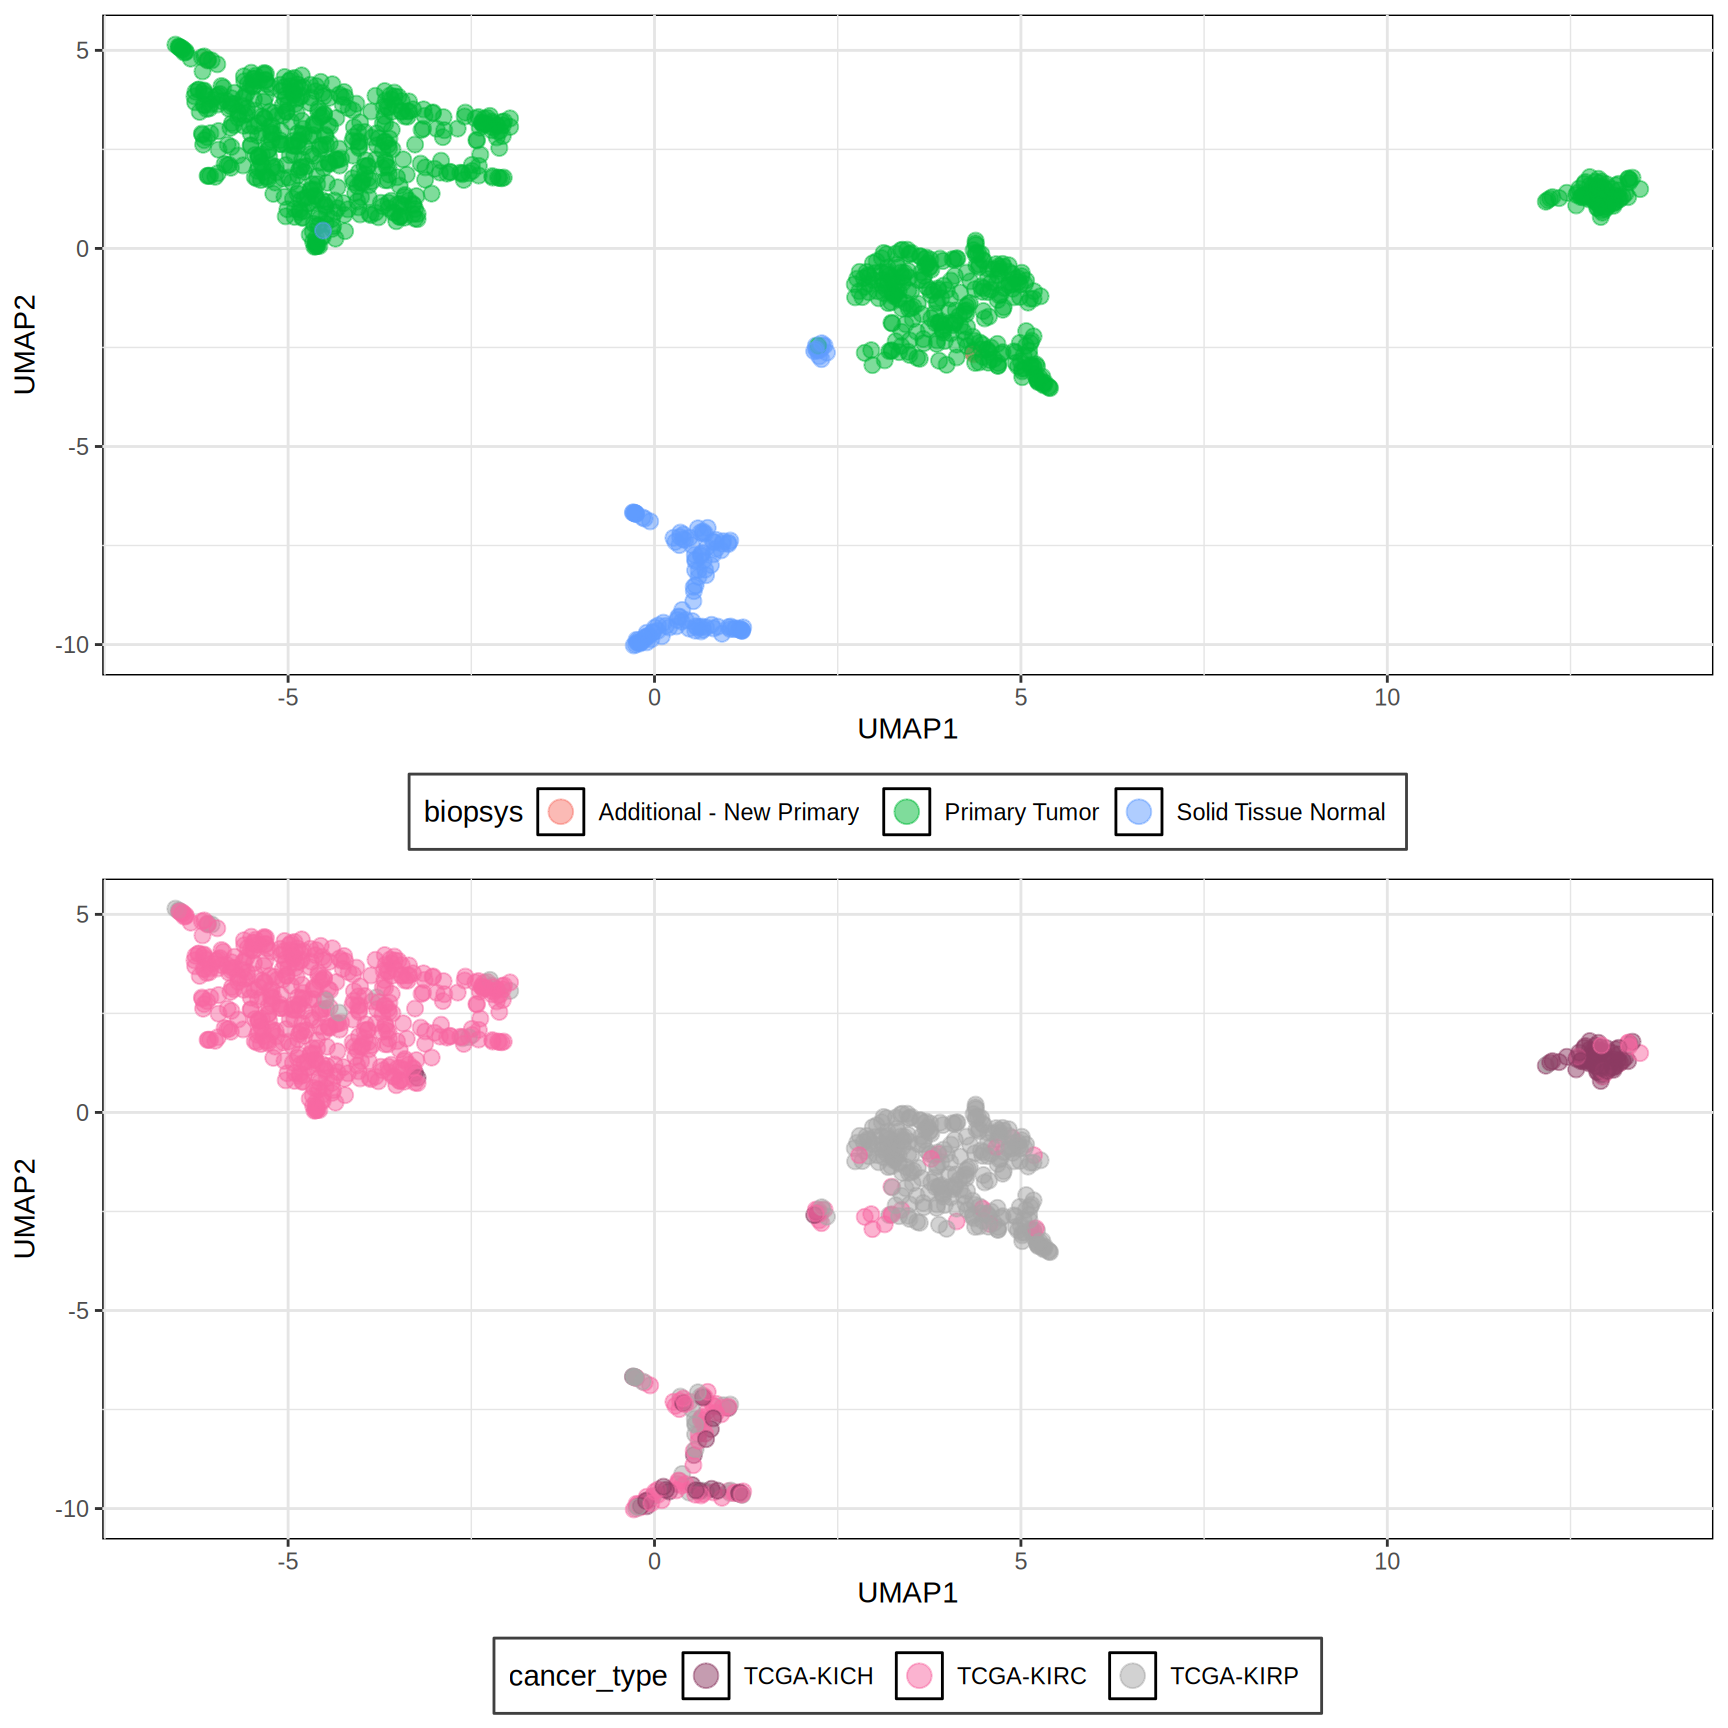 5
0
-5
-10
UMAP2
-5 0 5 10
UMAP1
biopsys Additional - New Primary Primary Tumor Solid Tissue Normal
5
0
-5
-10
UMAP2
-5 0 5 10
UMAP1
cancer_type TCGA-KICH TCGA-KIRC TCGA-KIRP